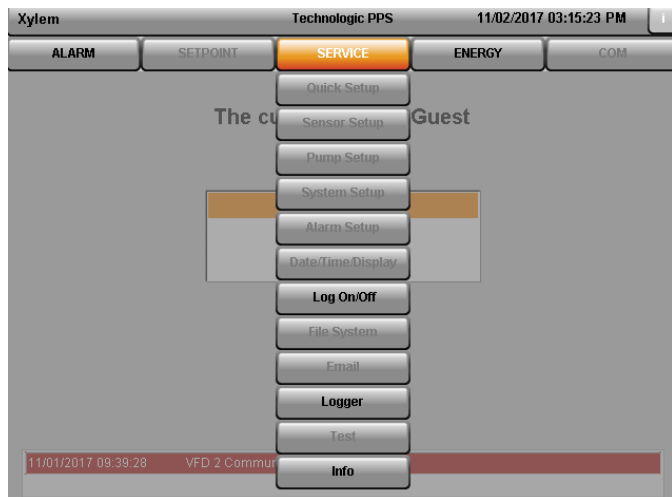 Xylem Technologic PPS 11/02/2017 03:15:23 PM i
ALARM SETPOINT SERVICE ENERGY COM
Quick Setup
The cu Guest
Sensor Setup
Pump Setup
System Setup
Alarm Setup
Date/Time/Display
Log On/Off
File System
Email
Logger
Test
11/01/2017 09:39:28 VFD 2 Commun
Info